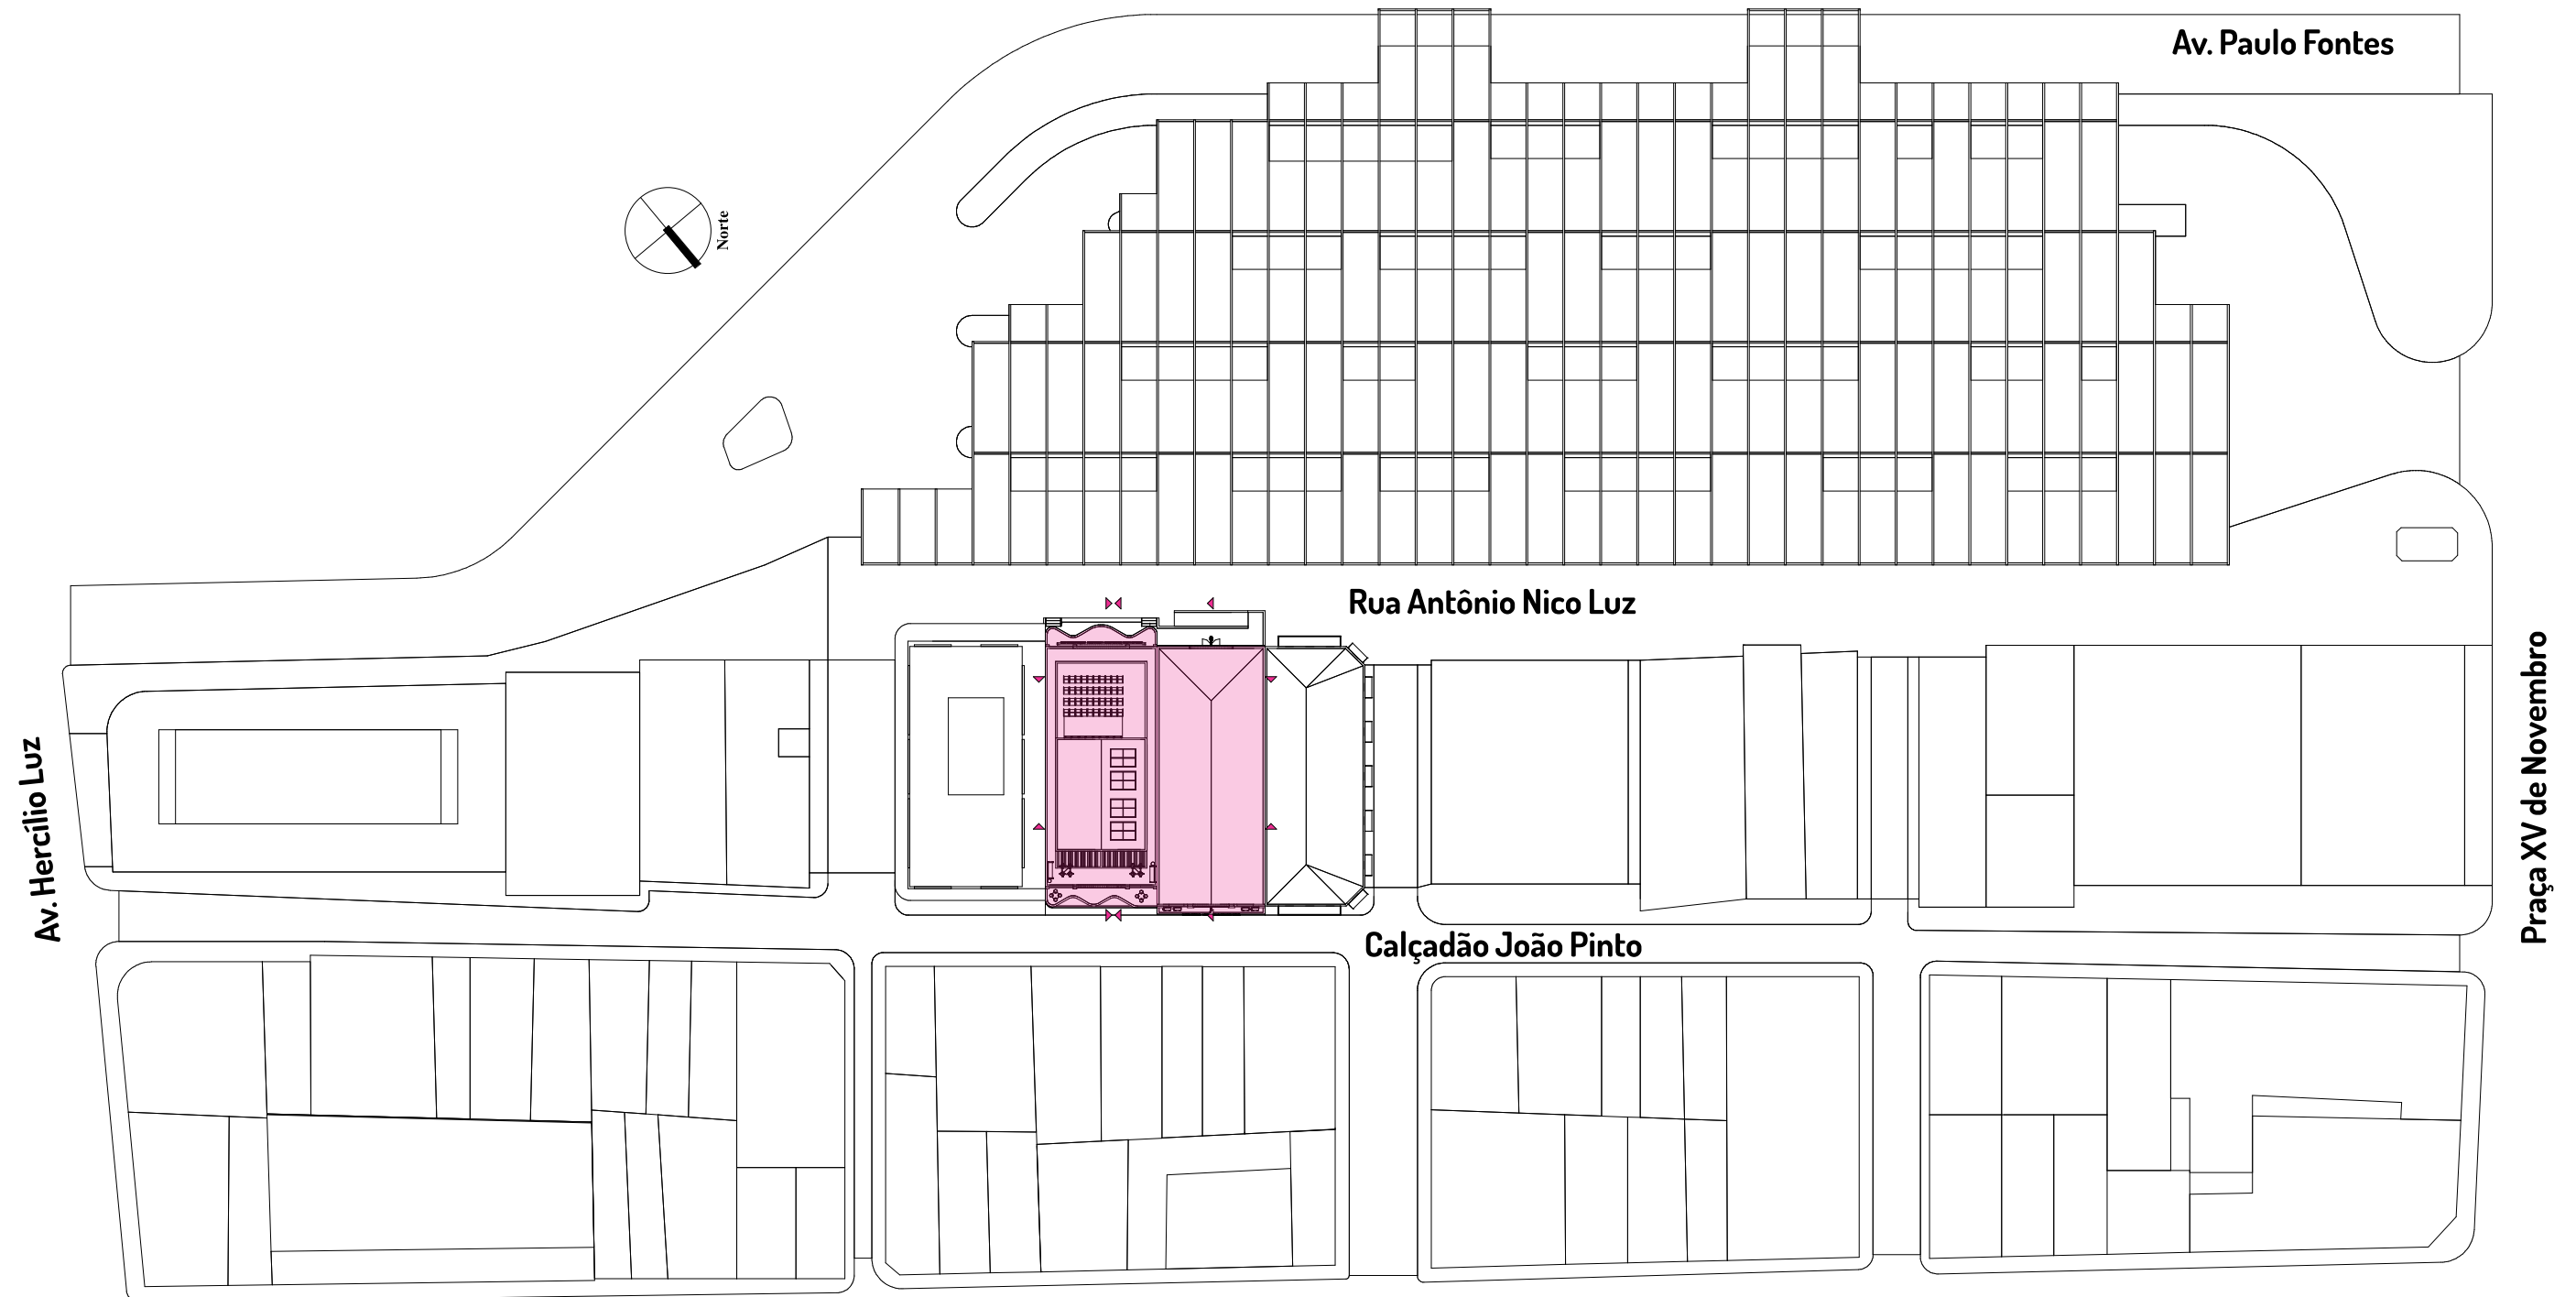 Av. Paulo Fontes
Norte
Rua Antônio Nico Luz
Av. Hercílio Luz
Praça XV de Novembro
Calçadão João Pinto